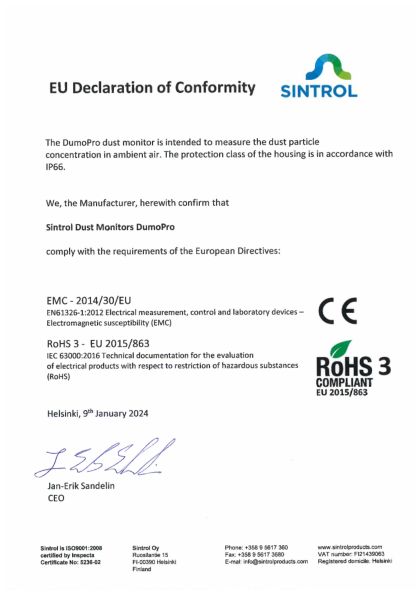 SINTROL
EU Declaration of Conformity
The DumoPro dust monitor is intended to measure the dust particle
concentration in ambient air. The protection class of the housing is in accordance with
IP66.
We, the Manufacturer, herewith confirm that
Sintrol Dust Monitors DumoPro
comply with the requirements of the European Directives:
EMC - 2014/30/EU
EN61326-1:2012 Electrical measurement, control and laboratory devices –
Electromagnetic susceptibility (EMC)
CE
RoHS 3 - EU 2015/863
IEC 63000:2016 Technical documentation for the evaluation
of electrical products with respect to restriction of hazardous substances
(RoHS)
RoHS 3
COMPLIANT
EU 2015/863
Helsinki, 9th January 2024
Jan-Erik Sandelin
CEO
Sintrol is ISO9001:2008
certified by Inspecta
Certificate No: 5236-02
Sintrol Oy
Ruosilantie 15
FI-00390 Helsinki
Finland
Phone: +358 9 5617 360
Fax: +358 9 5617 3680
E-mail: info@sintrolproducts.com
www.sintrolproducts.com
VAT number: FI21439063
Registered domicile: Helsinki